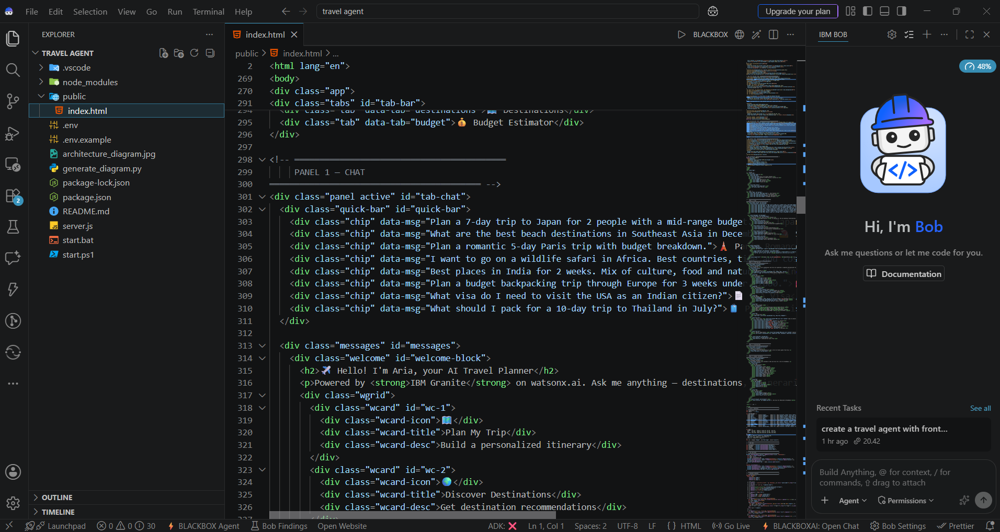 File Edit Selection View Go Run Terminal Help
travel agent
Upgrade your plan
EXPLORER
TRAVEL AGENT
.vscode
node_modules
public
index.html
.env
.env.example
architecture_diagram.jpg
generate_diagram.py
package-lock.json
package.json
README.md
server.js
start.bat
start.ps1
2
OUTLINE
TIMELINE
index.html
BLACKBOX
public > index.html > ...
2 <html lang="en">
269 <body>
270 <div class="app">
291 <div class="tabs" id="tab-bar">
294 <div class="tab" data-tab="destinations">🗺️ Destinations</div>
295 <div class="tab" data-tab="budget">💰 Budget Estimator</div>
296 </div>
297
298 <!-- ══════════════════════════════════════════
299 PANEL 1 — CHAT
300 ══════════════════════════════════════════ -->
301 <div class="panel active" id="tab-chat">
302 <div class="quick-bar" id="quick-bar">
303 <div class="chip" data-msg="Plan a 7-day trip to Japan for 2 people with a mid-range budget
304 <div class="chip" data-msg="What are the best beach destinations in Southeast Asia in Dece
305 <div class="chip" data-msg="Plan a romantic 5-day Paris trip with budget breakdown.">🗼 Pa
306 <div class="chip" data-msg="I want to go on a wildlife safari in Africa. Best countries, ti
307 <div class="chip" data-msg="Best places in India for 2 weeks. Mix of culture, food and nat
308 <div class="chip" data-msg="Plan a budget backpacking trip through Europe for 3 weeks unde
309 <div class="chip" data-msg="What visa do I need to visit the USA as an Indian citizen?">📄
310 <div class="chip" data-msg="What should I pack for a 10-day trip to Thailand in July?">🧳
311 </div>
312
313 <div class="messages" id="messages">
314 <div class="welcome" id="welcome-block">
315 <h2>✈️ Hello! I'm Aria, your AI Travel Planner</h2>
316 <p>Powered by <strong>IBM Granite</strong> on watsonx.ai. Ask me anything — destinations,
317 <div class="wgrid">
318 <div class="wcard" id="wc-1">
319 <div class="wcard-icon">🗺️</div>
320 <div class="wcard-title">Plan My Trip</div>
321 <div class="wcard-desc">Build a personalized itinerary</div>
322 </div>
323 <div class="wcard" id="wc-2">
324 <div class="wcard-icon">🌍</div>
325 <div class="wcard-title">Discover Destinations</div>
326 <div class="wcard-desc">Get destination recommendations</div>
327 </div>
IBM BOB
48%
</>
Hi, I'm Bob
Ask me questions or let me code for you.
Documentation
Recent Tasks See all
create a travel agent with front...
1 hr ago 20.42
Build Anything, @ for context, / for
commands, ⇧ drag to attach
+ Agent Permissions
Launchpad 0 0 30 BLACKBOX Agent Bob Findings Open Website ADK: ❌ Ln 1, Col 1 Spaces: 2 UTF-8 LF { } HTML Go Live BLACKBOXAI: Open Chat Bob Settings Prettier